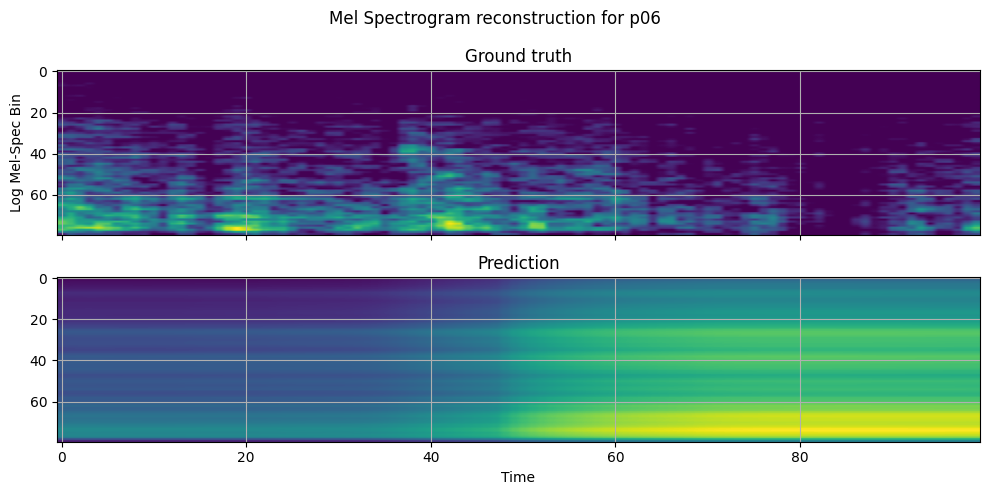 Mel Spectrogram reconstruction for p06
Ground truth
Log Mel-Spec Bin
0
20
40
60
Prediction
0
20
40
60
0 20 40 60 80
Time